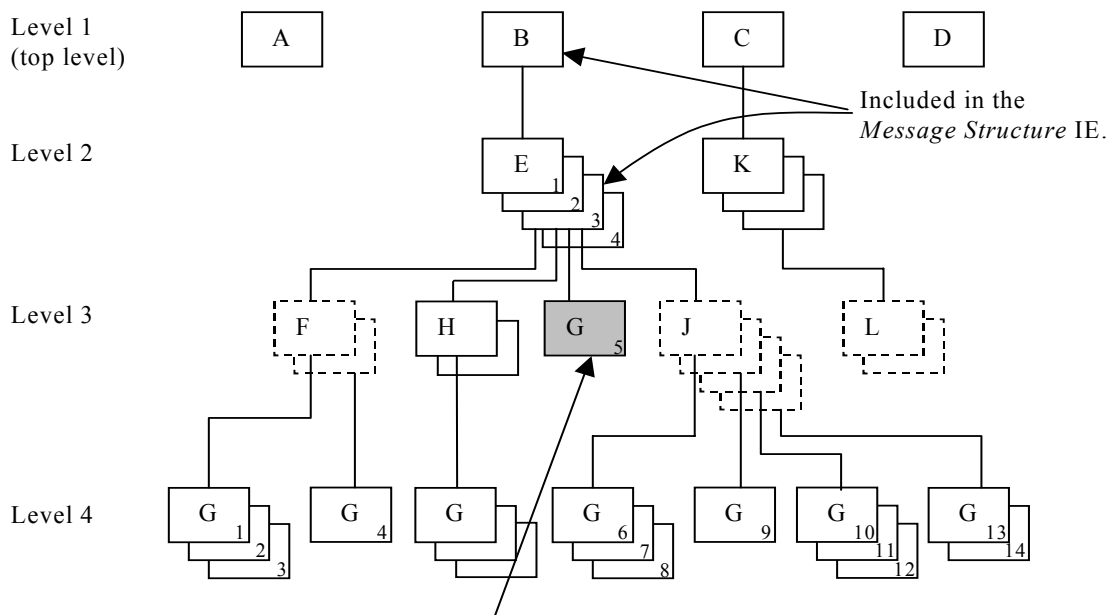 Level 1
(top level)
A
B
C
D
Included in the
Message Structure IE.
Level 2
E
1
2
3
4
K
Level 3
F
H
G
5
J
L
Level 4
G
1
2
3
G
4
G
G
6
7
8
G
9
G
10
11
12
G
13
14